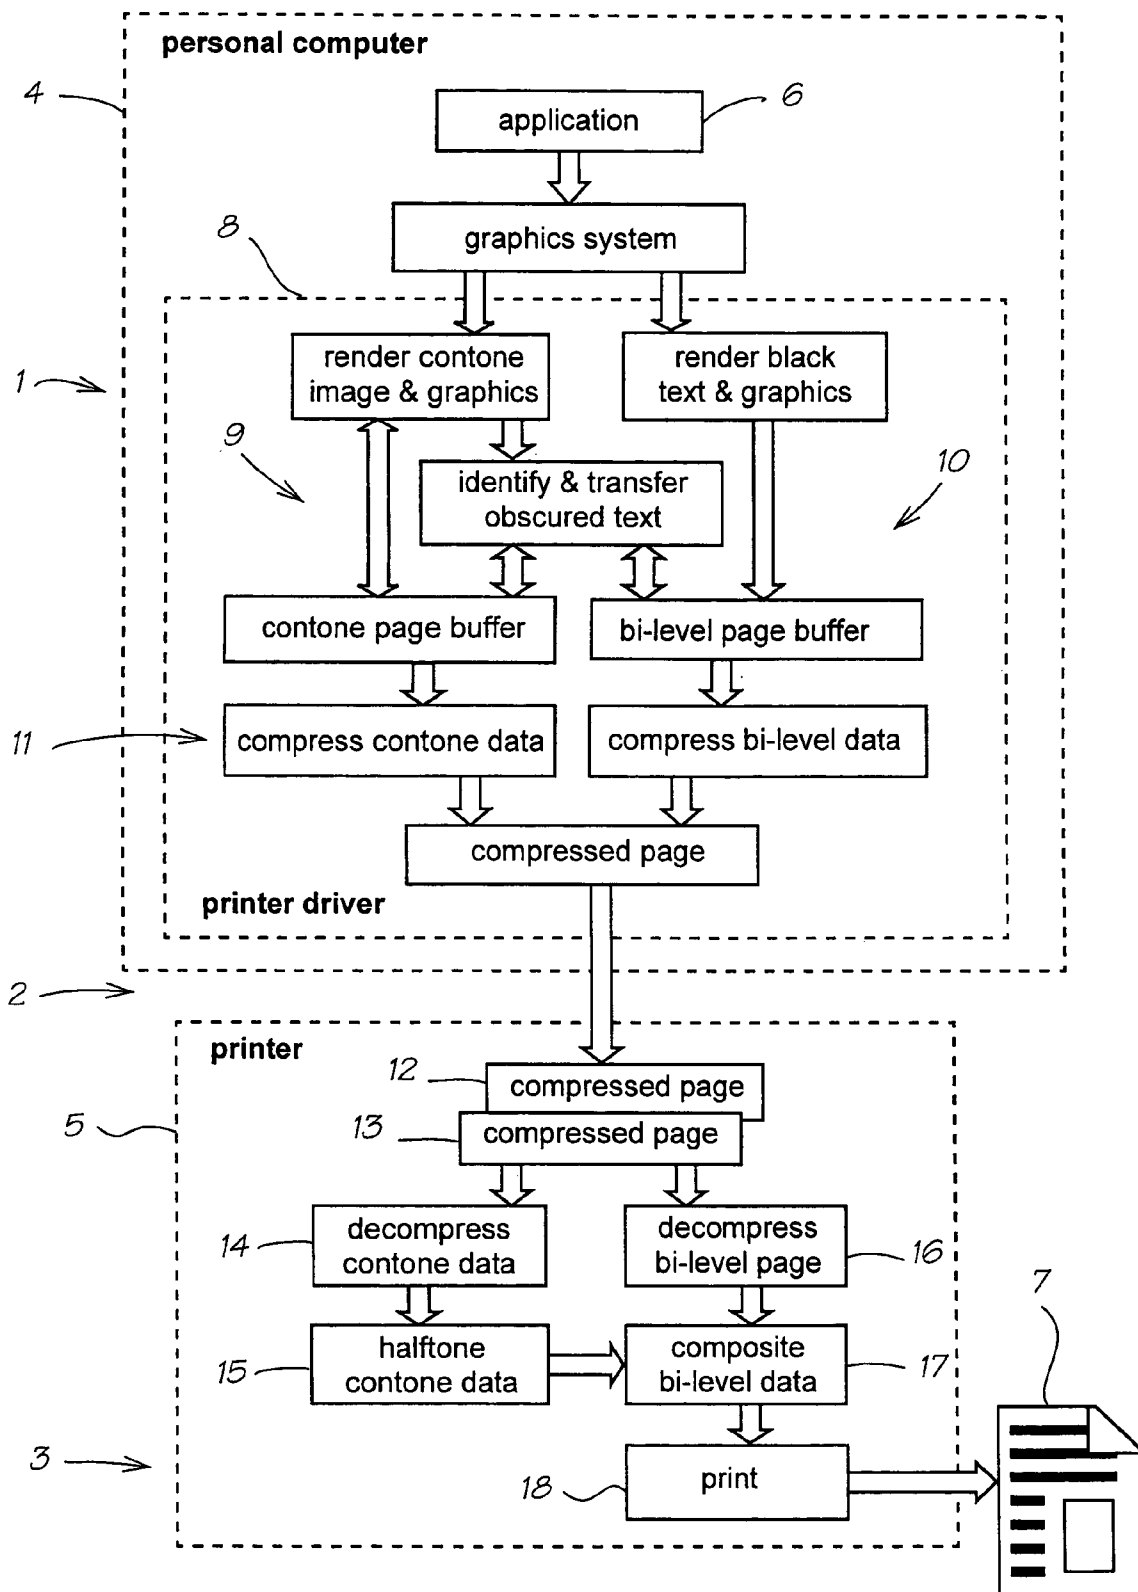 personal computer
4
6
application
8
graphics system
1
render contone
image & graphics
render black
text & graphics
9
identify & transfer
obscured text
10
contone page buffer
bi-level page buffer
11
compress contone data
compress bi-level data
compressed page
printer driver
2
printer
12
compressed page
5
13
compressed page
14
decompress
contone data
decompress
bi-level page
16
7
15
halftone
contone data
composite
bi-level data
17
3
18
print